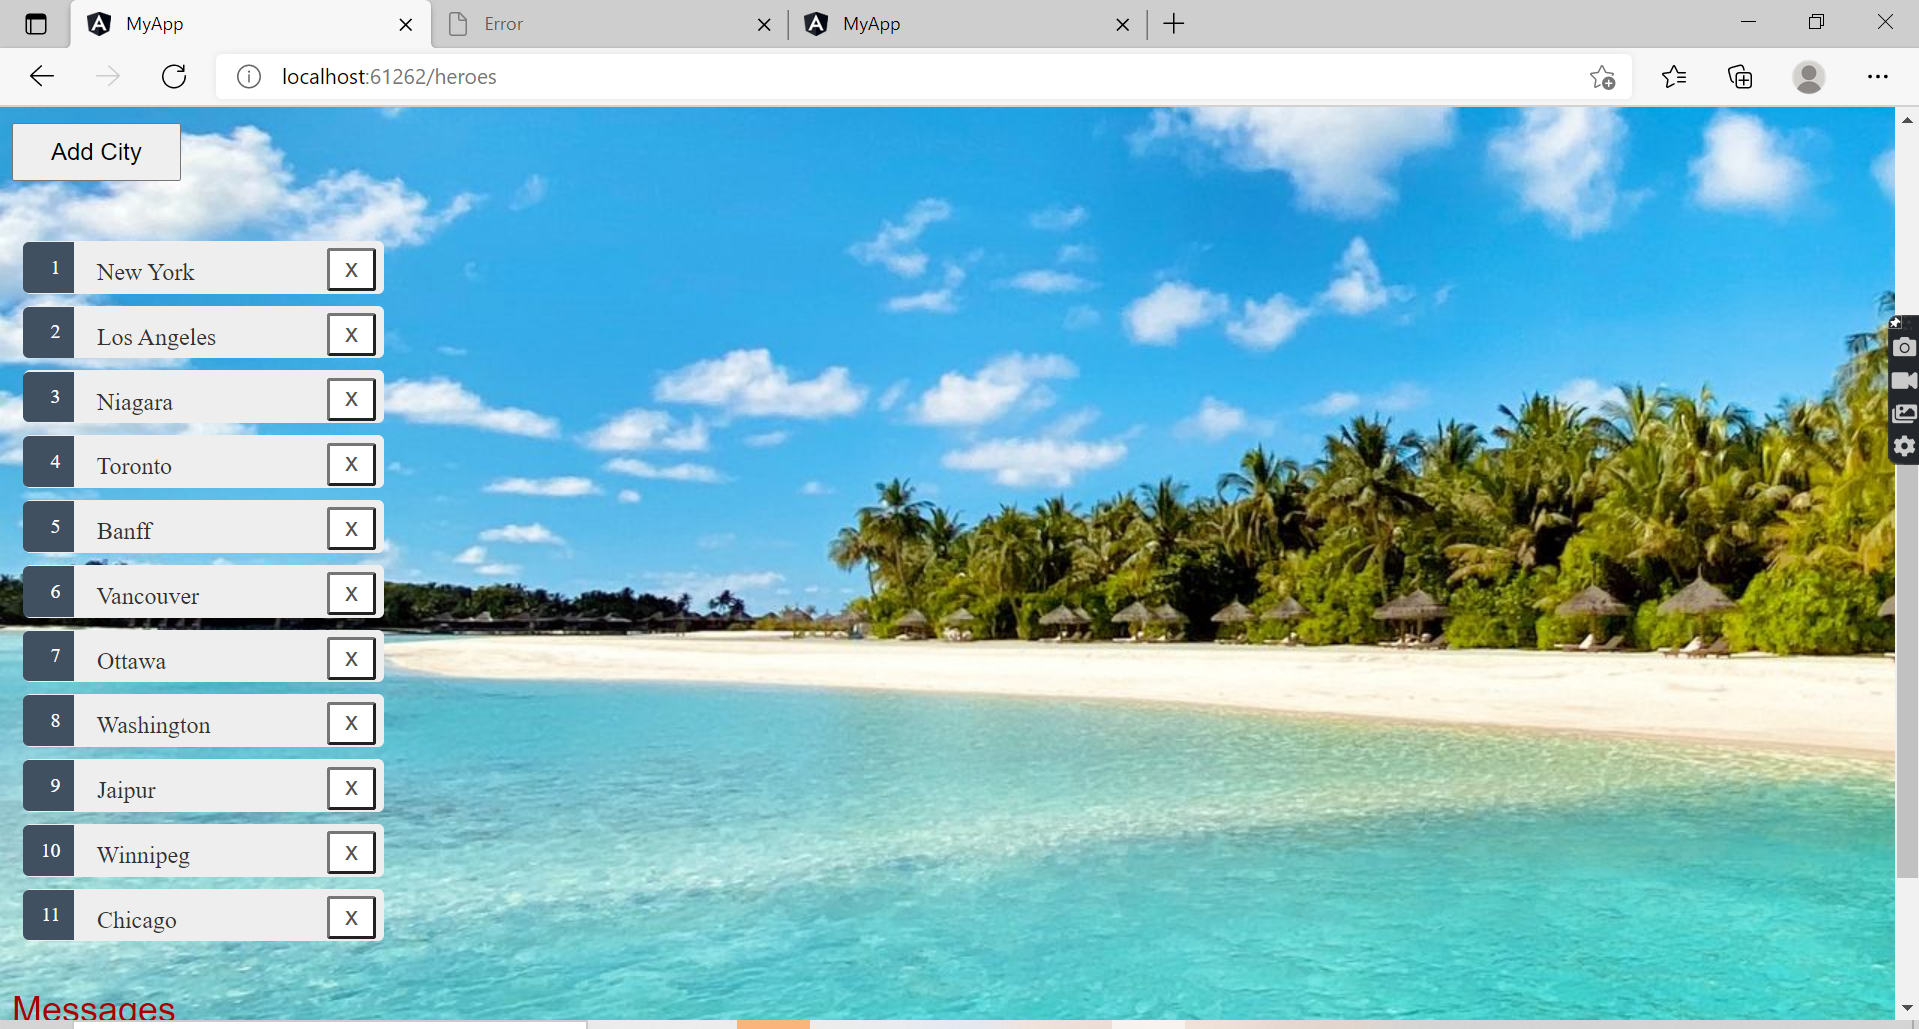 MyApp
Error
MyApp
localhost:61262/heroes
Add City
1 New York X
2 Los Angeles X
3 Niagara X
4 Toronto X
5 Banff X
6 Vancouver X
7 Ottawa X
8 Washington X
9 Jaipur X
10 Winnipeg X
11 Chicago X
Messages